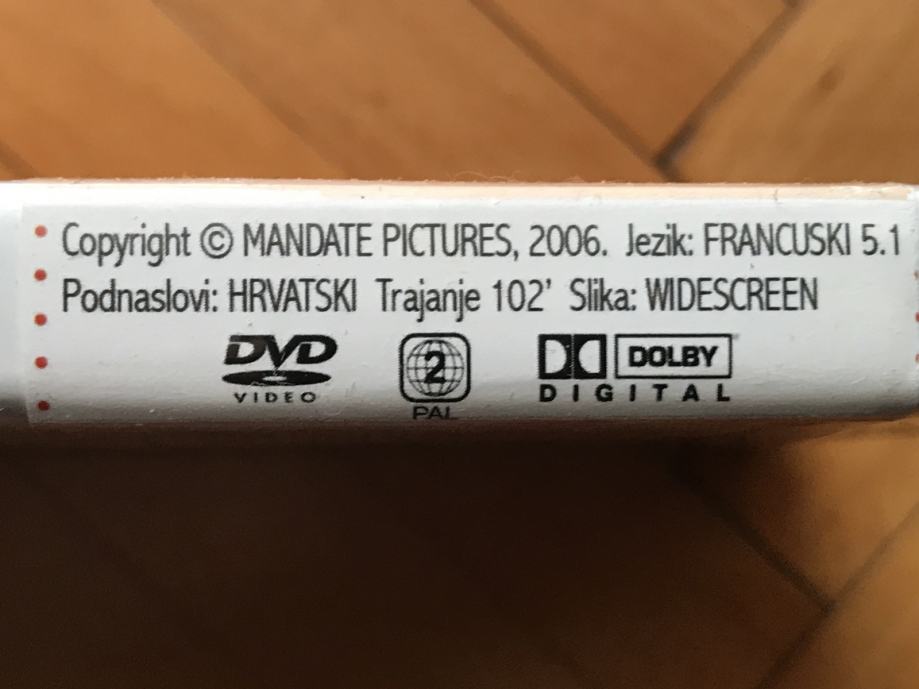 Copyright © MANDATE PICTURES, 2006. Jezik: FRANCUSKI 5.1
Podnaslovi: HRVATSKI Trajanje 102’ Slika: WIDESCREEN
DVD VIDEO
2 PAL
DOLBY DIGITAL